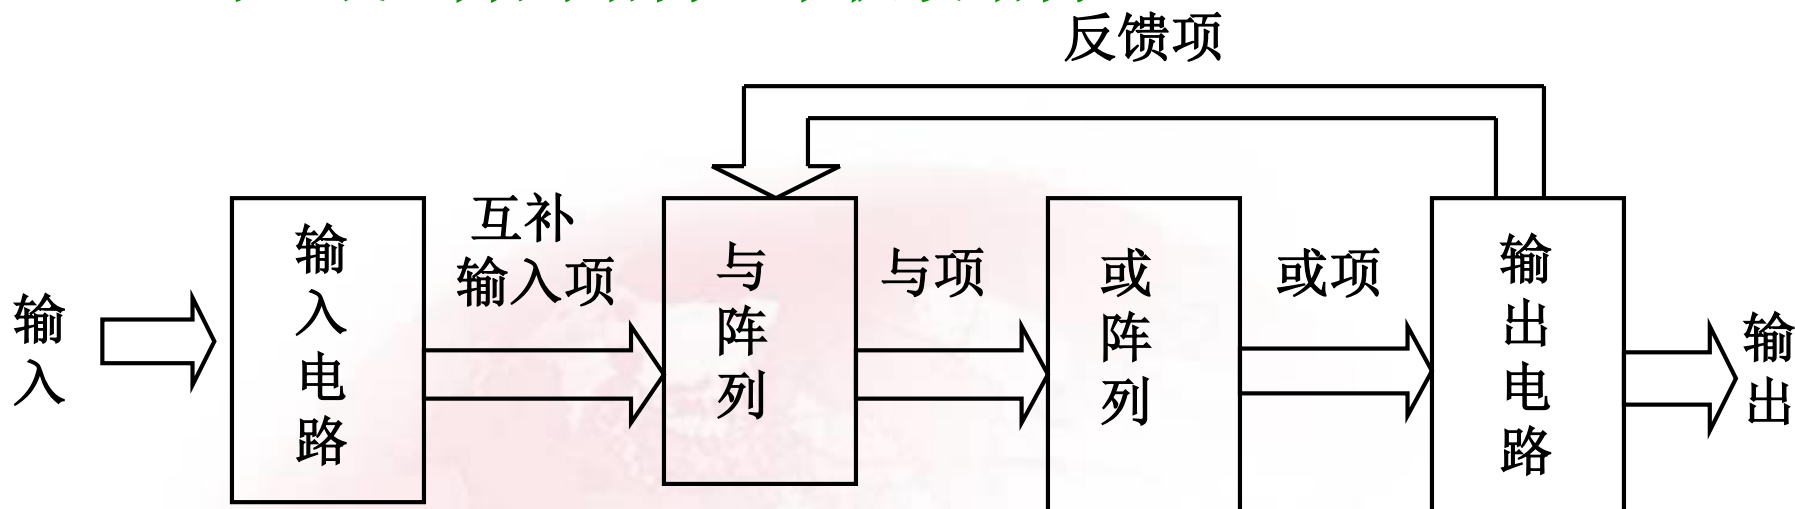 反馈项
输入
输入电路
互补
输入项
与阵列
与项
或阵列
或项
输出电路
输出